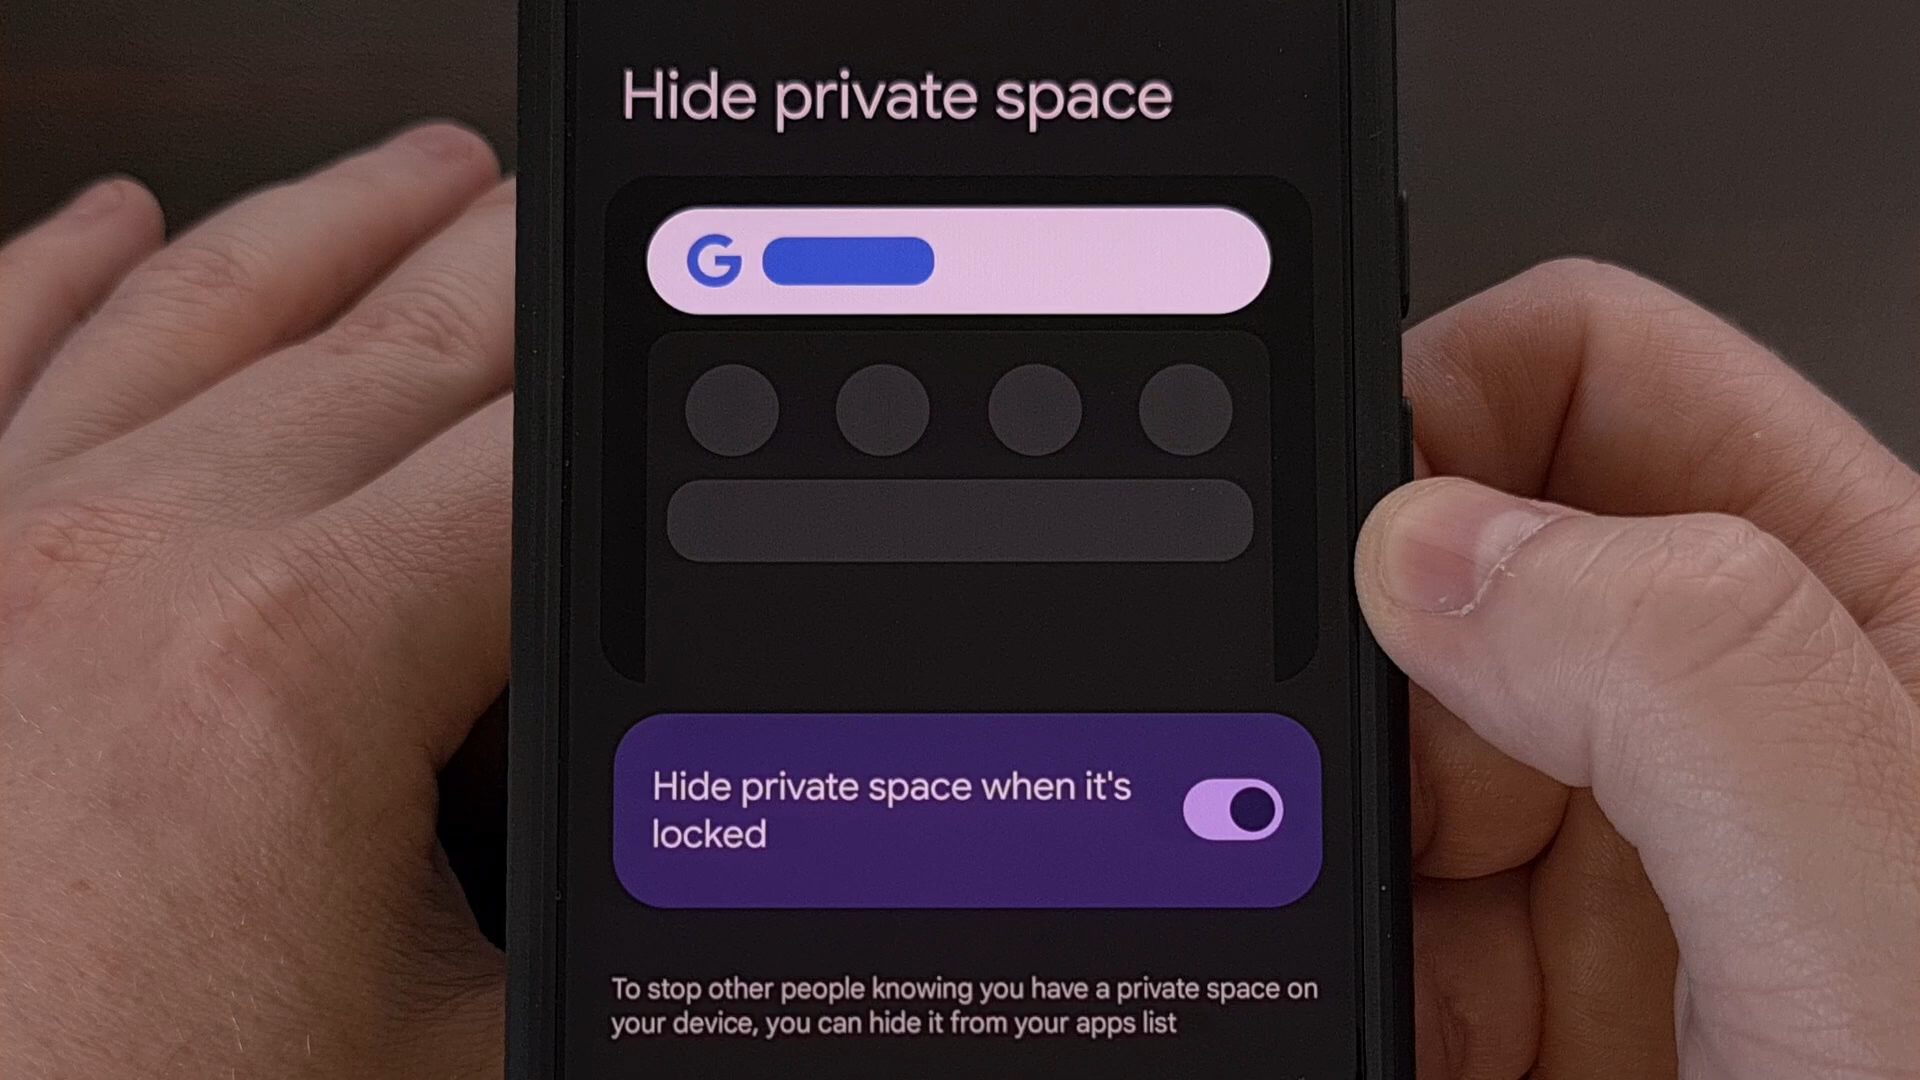 Hide private space
G
Hide private space when it's
locked
To stop other people knowing you have a private space on
your device, you can hide it from your apps list